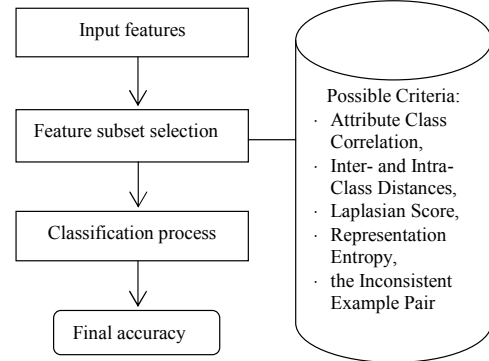 Input features
Feature subset selection
Classification process
Final accuracy
Possible Criteria:
· Attribute Class
Correlation,
· Inter- and Intra-
Class Distances,
· Laplasian Score,
· Representation
Entropy,
· the Inconsistent
Example Pair